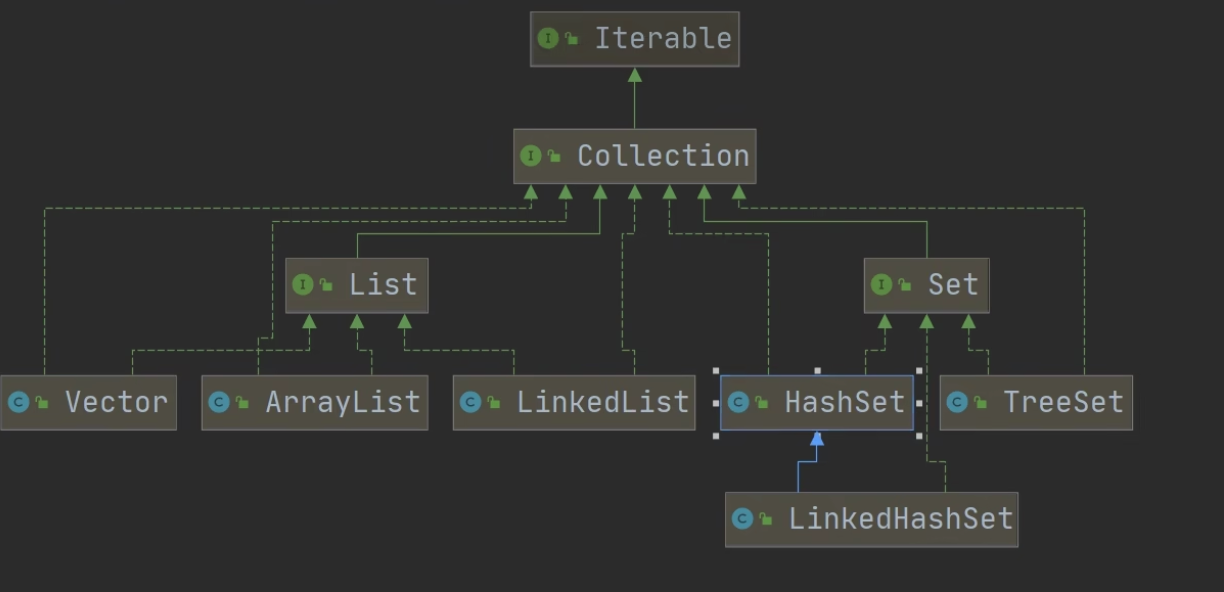 I Iterable
I Collection
I List
I Set
C Vector
C ArrayList
C LinkedList
C HashSet
C TreeSet
C LinkedHashSet